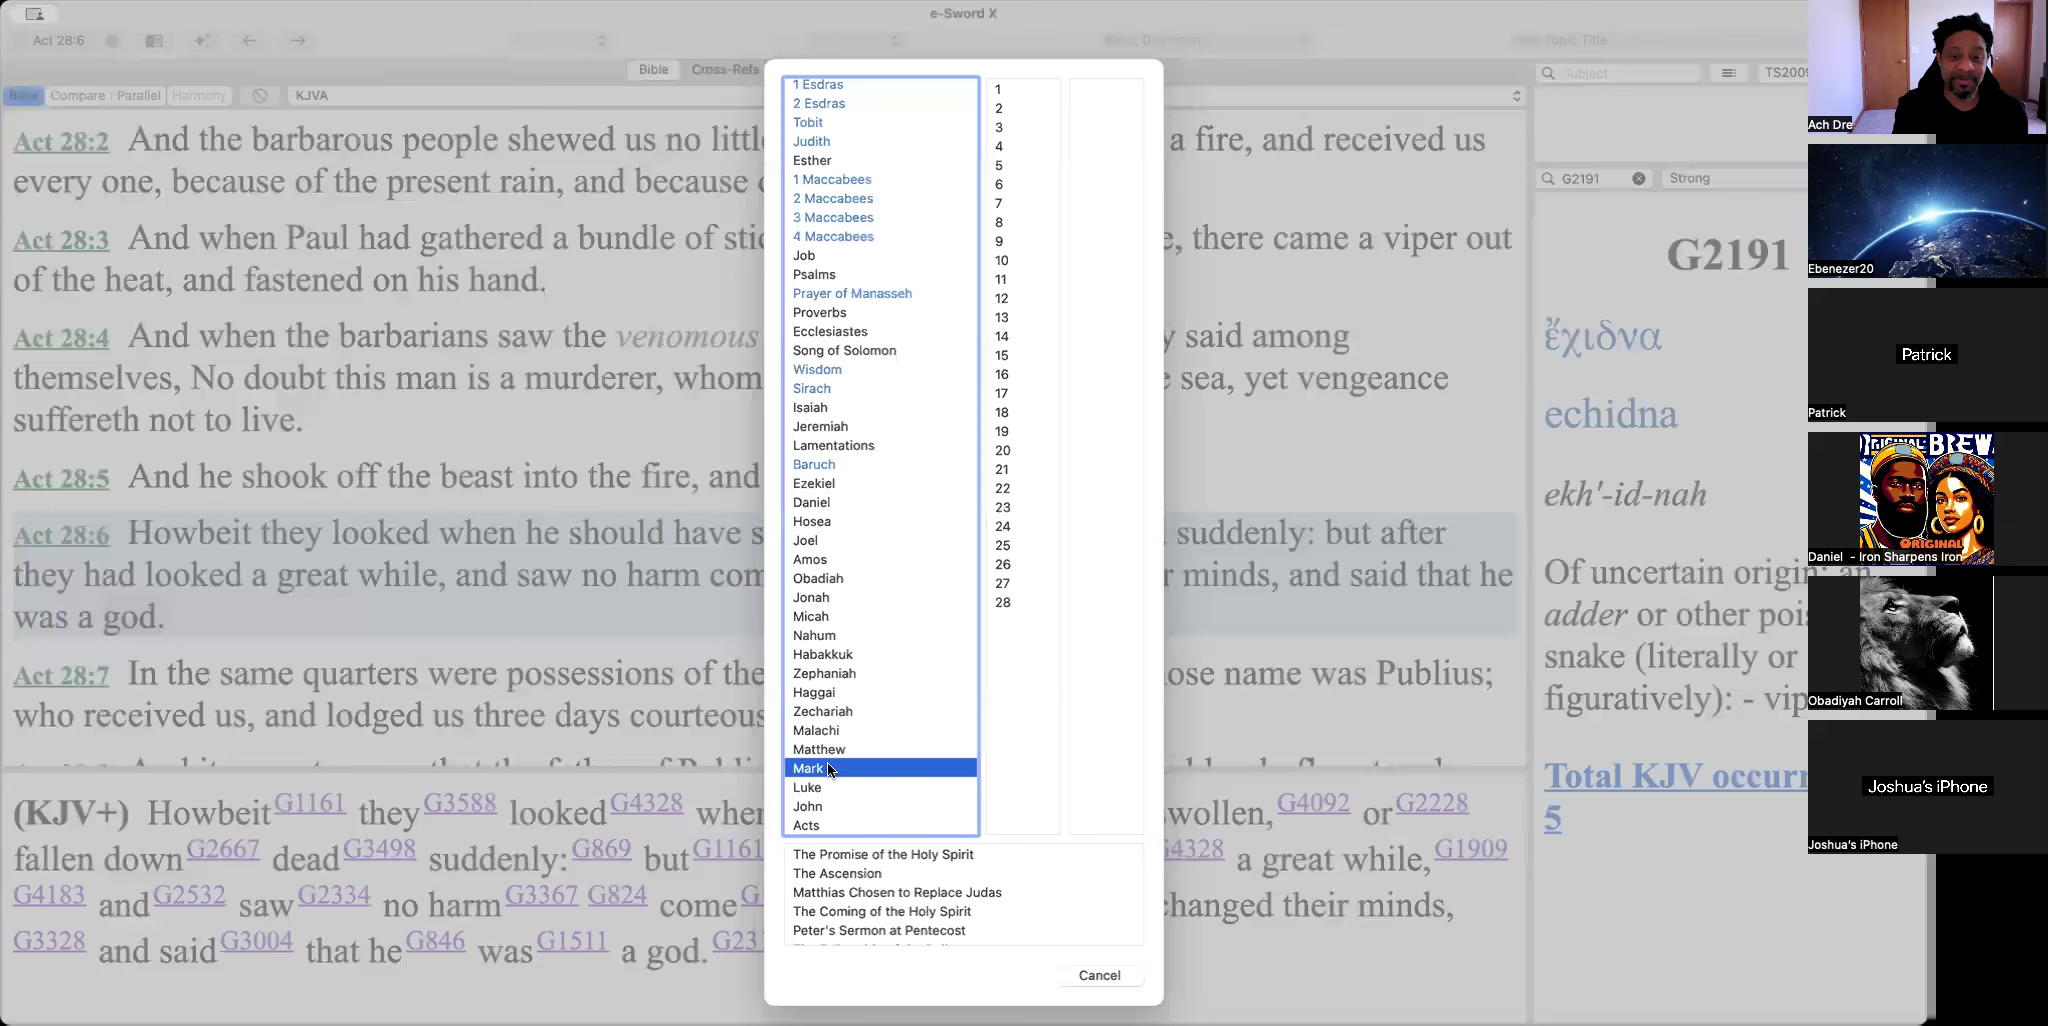 e-Sword X
Act 28:6
Topic Title
Bible
Cross-Refs
Subject
TS2009
Bible
Compare
Parallel
Harmony
KJVA
Act 28:2 And the barbarous people shewed us no a fire, and received us
every one, because of the present rain, and because
Act 28:3 And when Paul had gathered a bundle of there came a viper out
of the heat, and fastened on his hand.
Act 28:4 And when the barbarians saw the venomous said among
themselves, No doubt this man is a murderer, whom sea, yet vengeance
suffereth not to live.
Act 28:5 And he shook off the beast into the fire, and
Act 28:6 Howbeit they looked when he should have suddenly: but after
they had looked a great while, and saw no harm minds, and said that he
was a god.
Act 28:7 In the same quarters were possessions of the name was Publius;
who received us, and lodged us three days
(KJV+) Howbeit G1161 they G3588 looked G4328 G4092 or G2228
fallen down G2667 dead G3498 suddenly: G869 but G1161 G4328 a great while, G1909
G4183 and G2532 saw G2334 no harm G3367 G824 come changed their minds,
G3328 and said G3004 that he G846 was G1511 a god.
1 Esdras
2 Esdras
Tobit
Judith
Esther
1 Maccabees
2 Maccabees
3 Maccabees
4 Maccabees
Job
Psalms
Prayer of Manasseh
Proverbs
Ecclesiastes
Song of Solomon
Wisdom
Sirach
Isaiah
Jeremiah
Lamentations
Baruch
Ezekiel
Daniel
Hosea
Joel
Amos
Obadiah
Jonah
Micah
Nahum
Habakkuk
Zephaniah
Haggai
Zechariah
Malachi
Matthew
Mark
Luke
John
Acts
1
2
3
4
5
6
7
8
9
10
11
12
13
14
15
16
17
18
19
20
21
22
23
24
25
26
27
28
The Promise of the Holy Spirit
The Ascension
Matthias Chosen to Replace Judas
The Coming of the Holy Spirit
Peter's Sermon at Pentecost
Cancel
G2191
Strong
G2191
ἔχιδνα
echidna
ekh'-id-nah
Of uncertain origin; an
adder or other
snake (literally or
figuratively): -
Total KJV
5
Ach Dre
Ebenezer20
Patrick
Patrick
ORIGINAL BREW
ORIGINAL
Daniel - Iron Sharpens Iron
Obadiyah Carroll
Joshua's iPhone
Joshua's iPhone